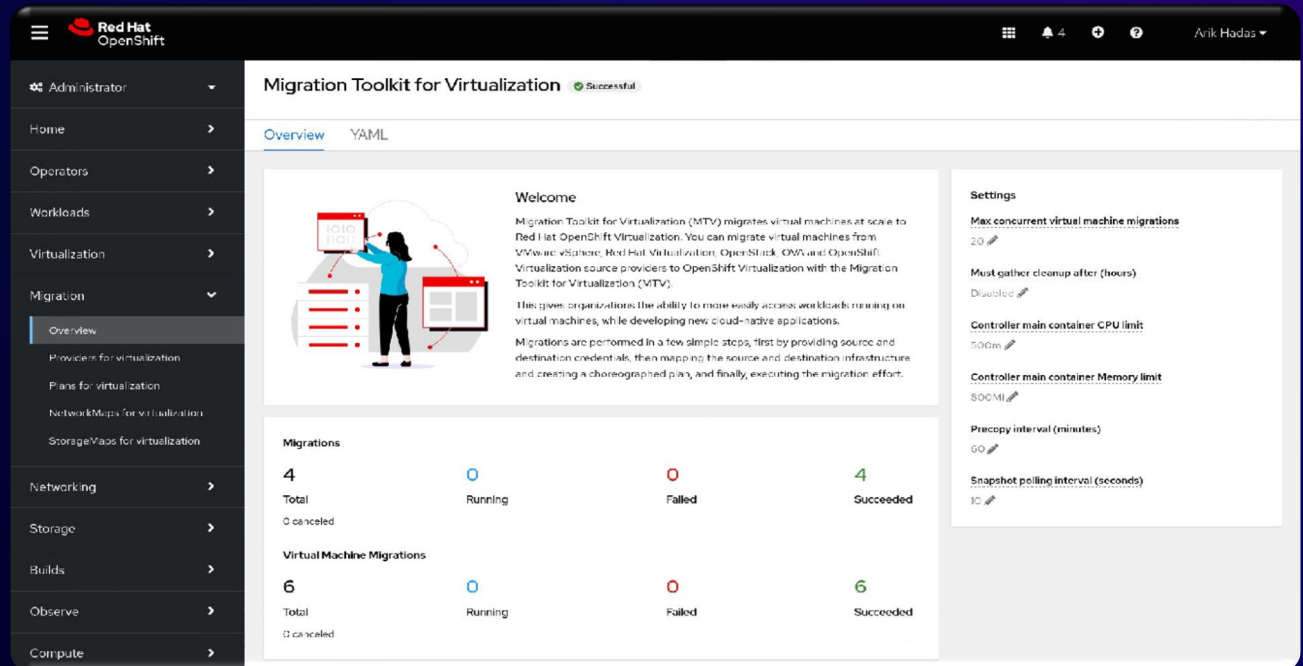 Red Hat
OpenShift
4
Arik Hadas
Administrator
Home
Operators
Workloads
Virtualization
Migration
Overview
Providers for virtualization
Plans for virtualization
NetworkMaps for virtualization
StorageMaps for virtualization
Networking
Storage
Builds
Observe
Compute
Migration Toolkit for Virtualization Successful
Overview YAML
1010
11011
Welcome
Migration Toolkit for Virtualization (MTV) migrates virtual machines at scale to
Red Hat OpenShift Virtualization. You can migrate virtual machines from
VMware vSphere, Red Hat Virtualization, OpenStack, OVA and OpenShift
Virtualization source providers to OpenShift Virtualization with the Migration
Toolkit for Virtualization (MTV).
This gives organizations the ability to more easily access workloads running on
virtual machines, while developing new cloud-native applications.
Migrations are performed in a few simple steps, first by providing source and
destination credentials, then mapping the source and destination infrastructure
and creating a choreographed plan, and finally, executing the migration effort.
Migrations
4 0 0 4
Total Running Failed Succeeded
0 canceled
Virtual Machine Migrations
6 0 0 6
Total Running Failed Succeeded
0 canceled
Settings
Max concurrent virtual machine migrations
20
Must gather cleanup after (hours)
Disabled
Controller main container CPU limit
500m
Controller main container Memory limit
800Mi
Precopy interval (minutes)
60
Snapshot polling interval (seconds)
10